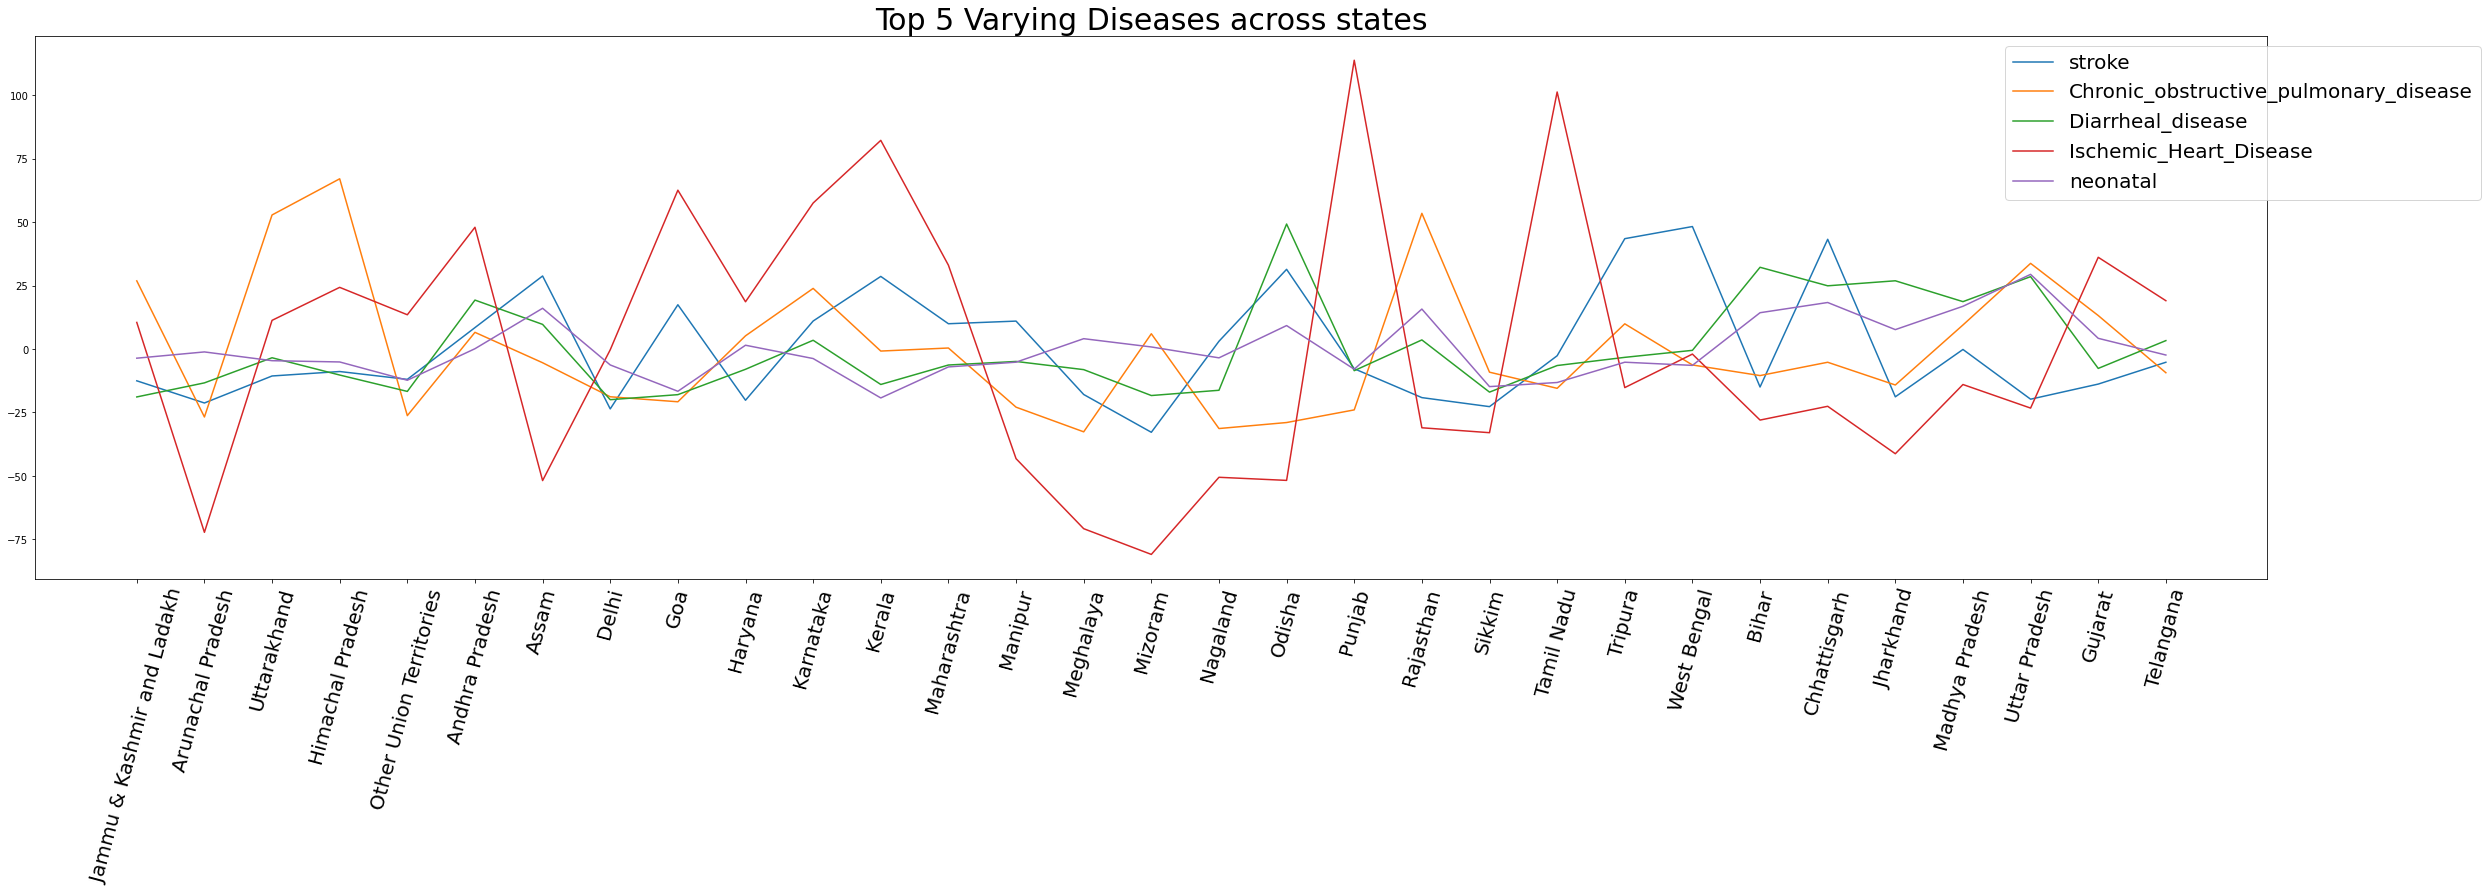 Top 5 Varying Diseases across states
stroke
Chronic_obstructive_pulmonary_disease
Diarrheal_disease
Ischemic_Heart_Disease
neonatal
100
75
50
25
0
−25
−50
−75
Jammu & Kashmir and Ladakh
Arunachal Pradesh
Uttarakhand
Himachal Pradesh
Other Union Territories
Andhra Pradesh
Assam
Delhi
Goa
Haryana
Karnataka
Kerala
Maharashtra
Manipur
Meghalaya
Mizoram
Nagaland
Odisha
Punjab
Rajasthan
Sikkim
Tamil Nadu
Tripura
West Bengal
Bihar
Chhattisgarh
Jharkhand
Madhya Pradesh
Uttar Pradesh
Gujarat
Telangana